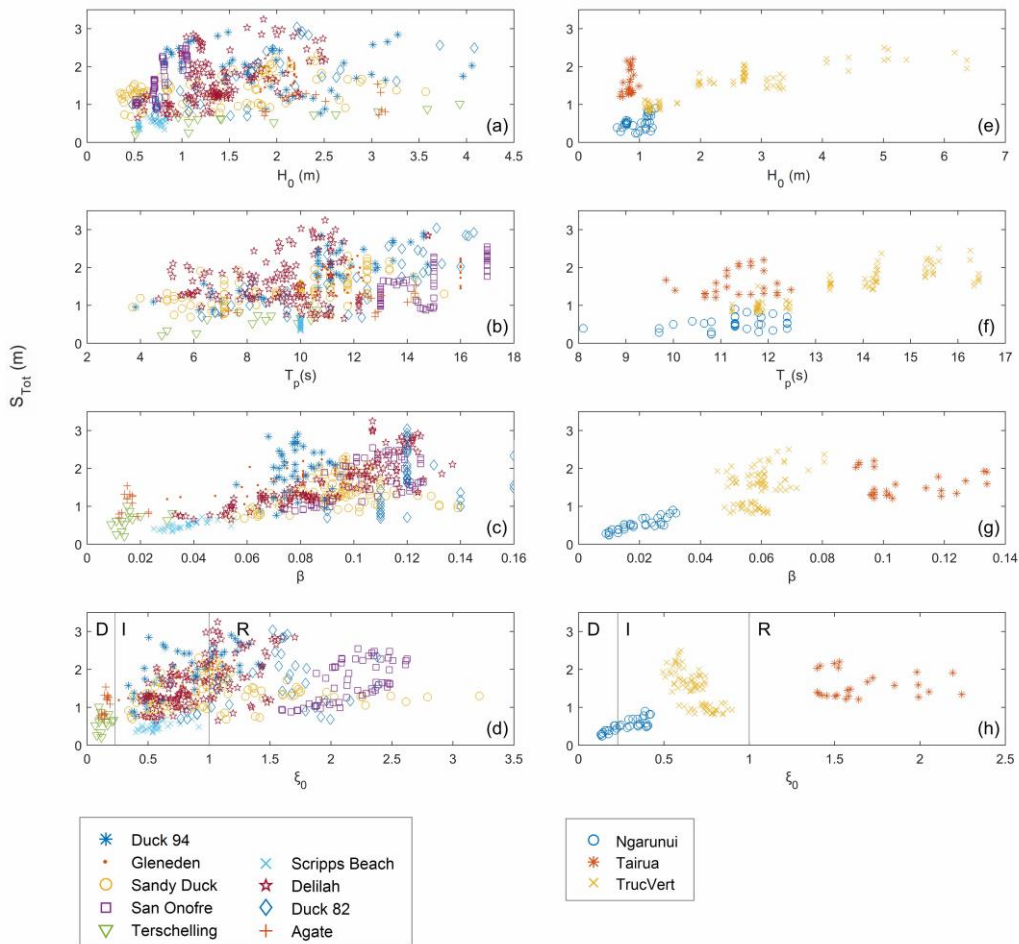 3
2
1
0
(a)
0 0.5 1 1.5 2 2.5 3 3.5 4 4.5
H0 (m)
3
2
1
0
(e)
0 1 2 3 4 5 6 7
H0 (m)
3
2
1
0
(b)
2 4 6 8 10 12 14 16 18
Tp(s)
3
2
1
0
(f)
8 9 10 11 12 13 14 15 16 17
Tp(s)
STot (m)
3
2
1
0
(c)
0 0.02 0.04 0.06 0.08 0.1 0.12 0.14 0.16
β
3
2
1
0
(g)
0 0.02 0.04 0.06 0.08 0.1 0.12 0.14
β
D I R
3
2
1
0
(d)
0 0.5 1 1.5 2 2.5 3 3.5
ξ0
D I R
3
2
1
0
(h)
0 0.5 1 1.5 2 2.5
ξ0
Duck 94
Gleneden
Sandy Duck
San Onofre
Terschelling
Scripps Beach
Delilah
Duck 82
Agate
Ngarunui
Tairua
TrucVert